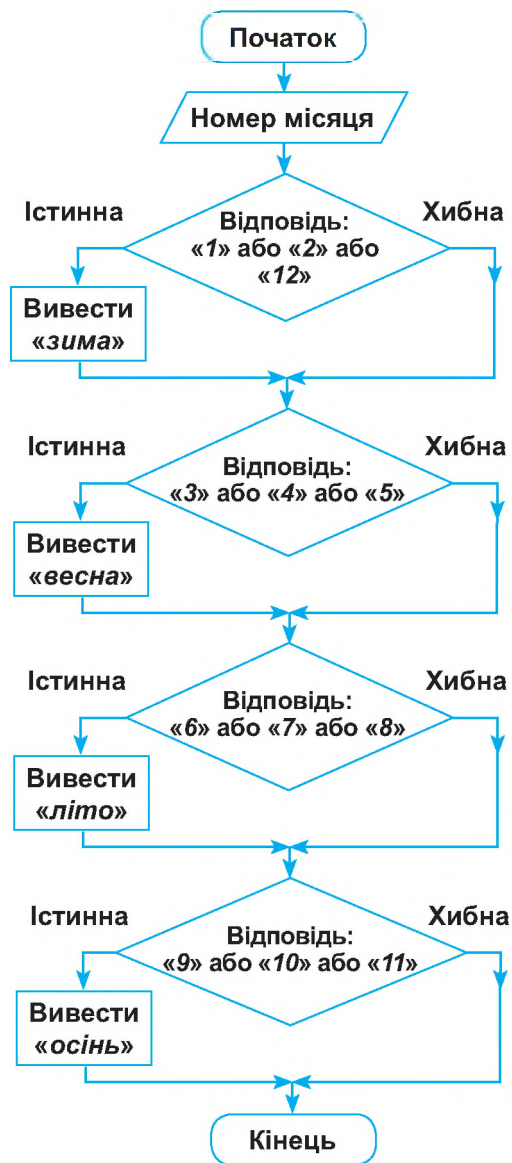 Початок
Номер місяця
Істинна
Хибна
Відповідь:
«1» або «2» або
«12»
Вивести
«зима»
Істинна
Хибна
Відповідь:
«3» або «4» або «5»
Вивести
«весна»
Істинна
Хибна
Відповідь:
«6» або «7» або «8»
Вивести
«літо»
Істинна
Хибна
Відповідь:
«9» або «10» або «11»
Вивести
«осінь»
Кінець